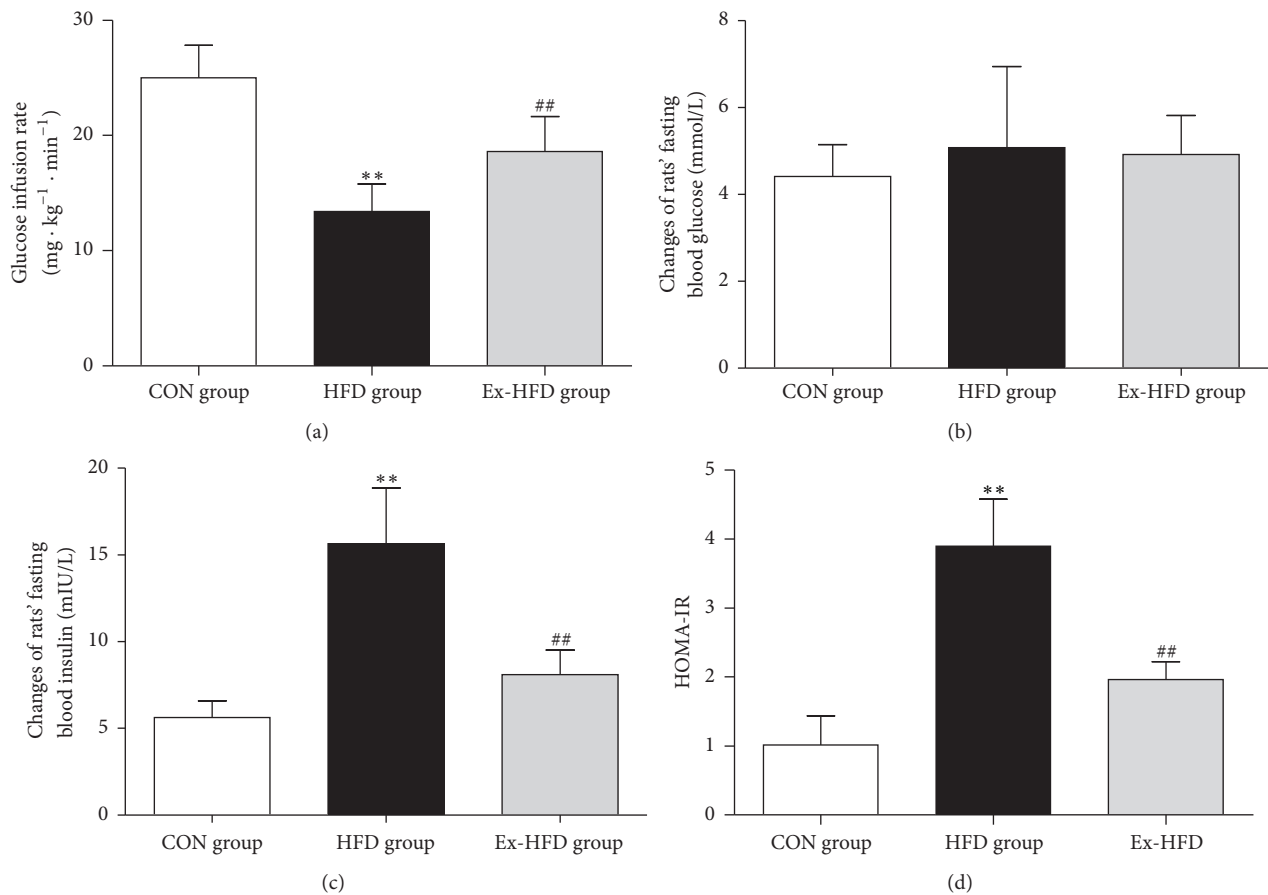 Glucose infusion rate
(mg · kg⁻¹ · min⁻¹)
30
20
10
0
##
**
CON group
HFD group
Ex-HFD group
(a)
Changes of rats’ fasting
blood glucose (mmol/L)
8
6
4
2
0
CON group
HFD group
Ex-HFD group
(b)
Changes of rats’ fasting
blood insulin (mIU/L)
20
15
10
5
0
**
##
CON group
HFD group
Ex-HFD group
(c)
HOMA-IR
5
4
3
2
1
0
**
##
CON group
HFD group
Ex-HFD
(d)